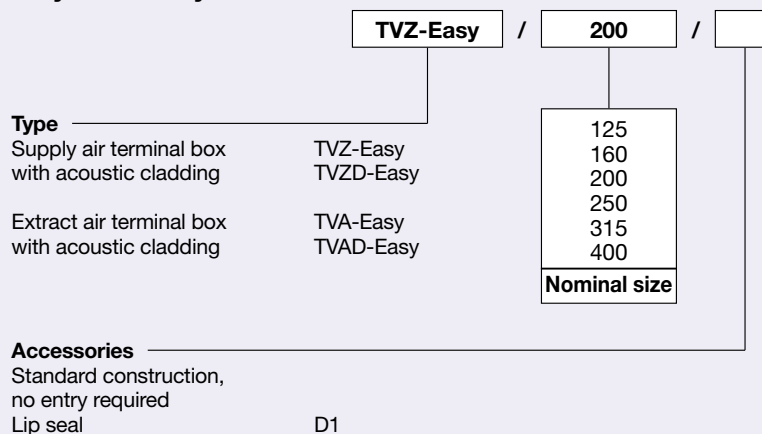 TVZ-Easy / 200 /
Type
Supply air terminal box TVZ-Easy
with acoustic cladding TVZD-Easy
Extract air terminal box TVA-Easy
with acoustic cladding TVAD-Easy
125
160
200
250
315
400
Nominal size
Accessories
Standard construction,
no entry required
Lip seal D1